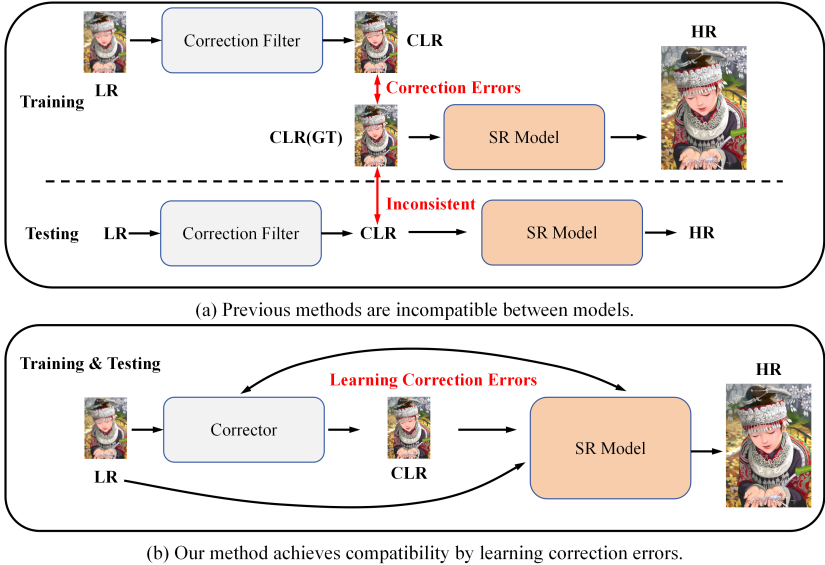 Correction Filter
CLR
HR
LR
Training
Correction Errors
CLR(GT)
SR Model
Inconsistent
Testing
LR
Correction Filter
CLR
SR Model
HR
(a) Previous methods are incompatible between models.
Training & Testing
HR
Learning Correction Errors
Corrector
SR Model
CLR
LR
(b) Our method achieves compatibility by learning correction errors.